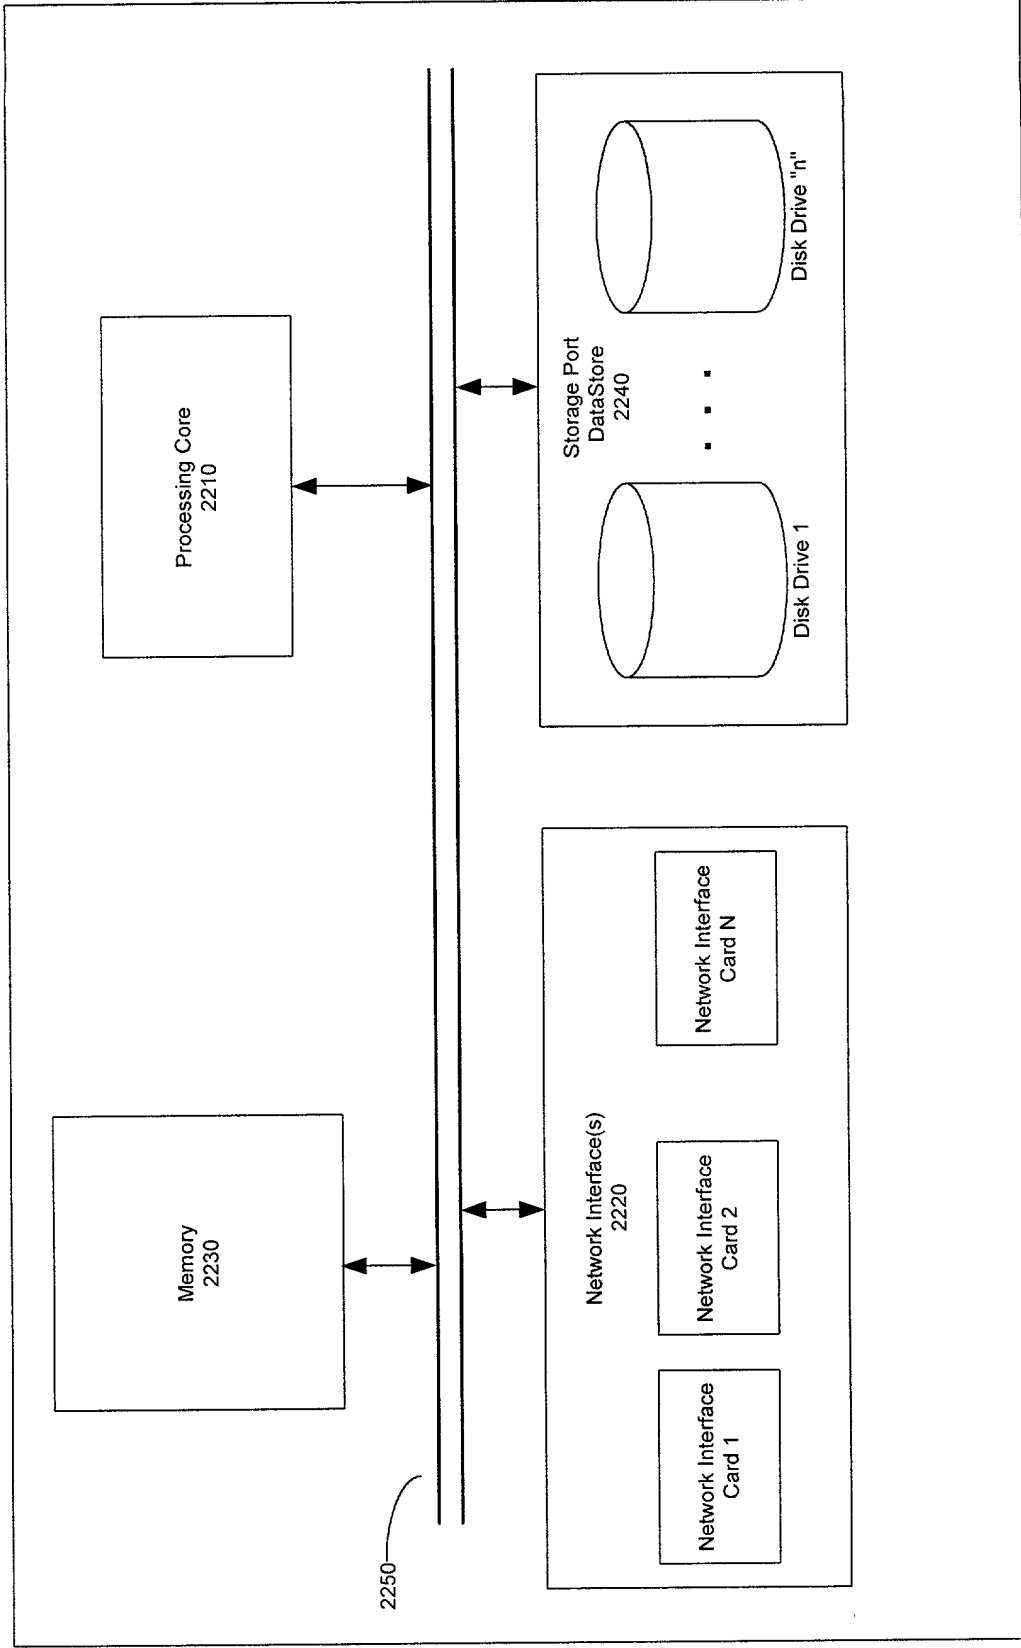 Memory
2230
Processing Core
2210
2250
Network Interface(s)
2220
Network Interface
Card 1
Network Interface
Card 2
Network Interface
Card N
Storage Port
DataStore
2240
Disk Drive 1
Disk Drive "n"